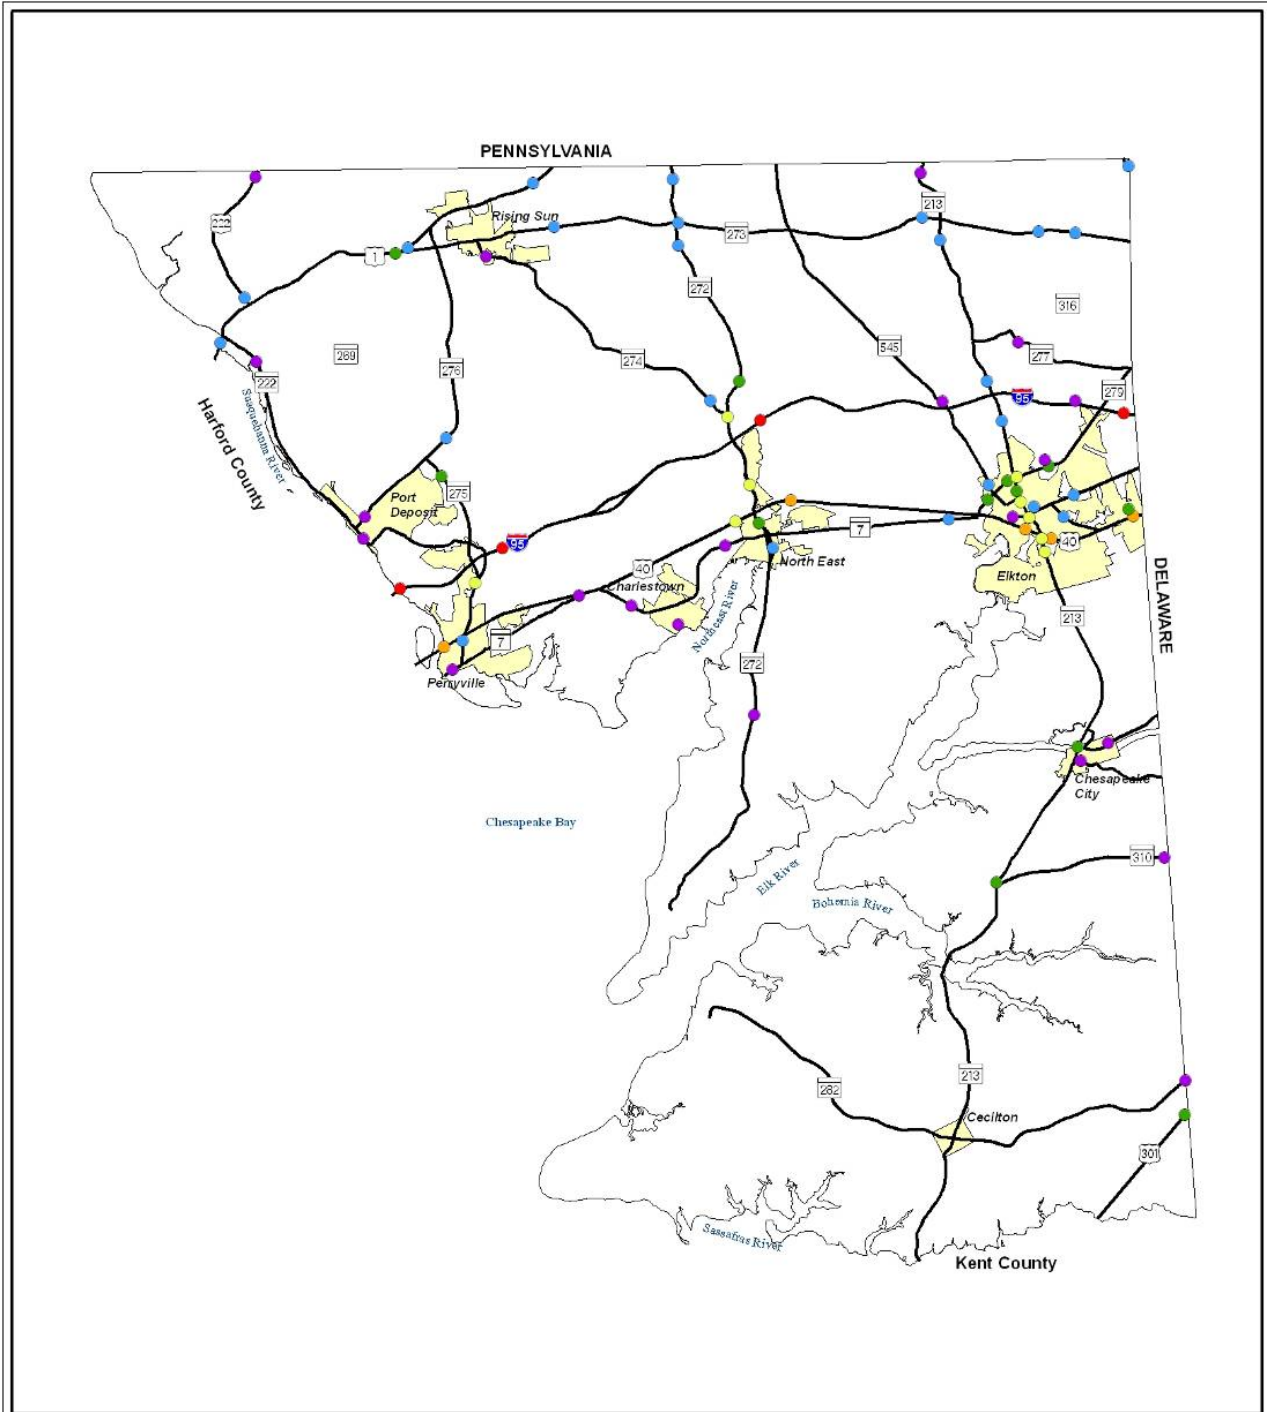 PENNSYLVANIA
213
222
Rising Sun
273
1
272
316
269
545
277
276
274
222
279
95
Susquehanna River
Harford County
Port
Deposit
275
95
7
40
40
North East
Charlestown
Elkton
DELAWARE
Northeast River
213
7
272
Perryville
Chesapeake
City
Chesapeake Bay
310
Elk River
Bohemia River
213
282
Cecilton
301
Sassafras River
Kent County